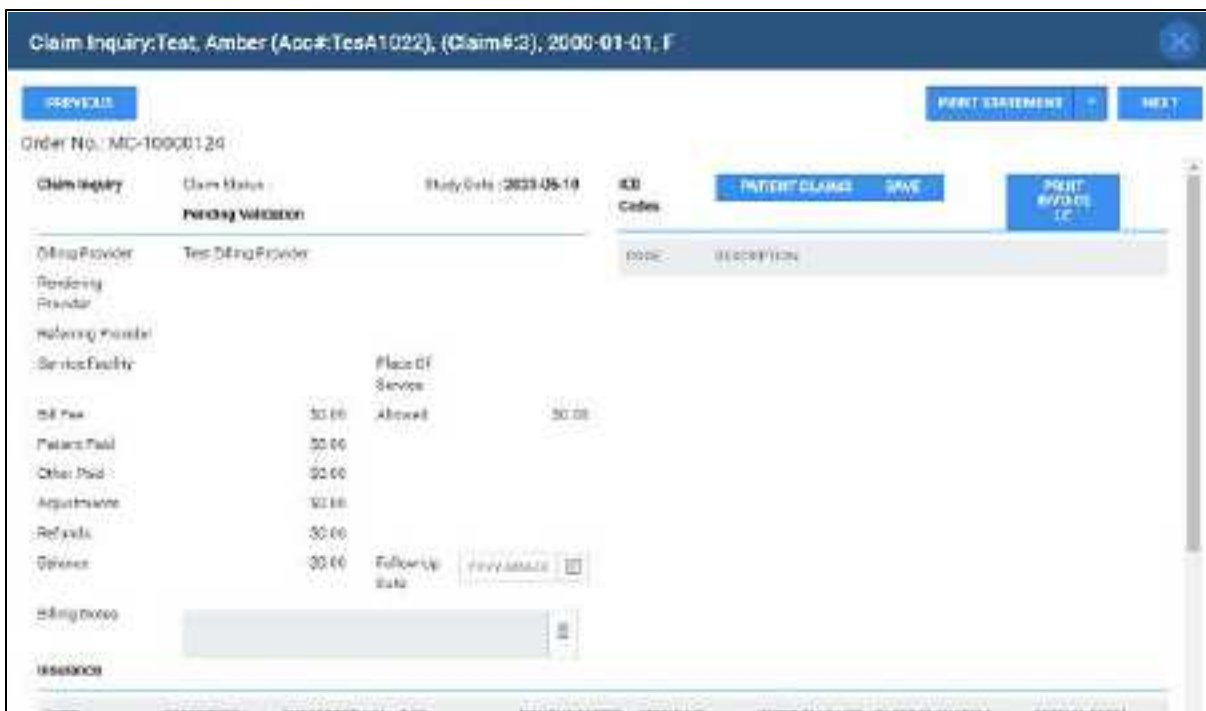 Claim Inquiry:Test, Amber (Acc#:TesA1022), (Claim#:3), 2000-01-01, F
PREVIOUS
PRINT STATEMENT
NEXT
Order No.: MC-10000124
Claim Inquiry
Claim Status :
Study Date : 2023-05-18
ICD Codes
PATIENT CLAIMS
SAVE
PRINT INVOICE
Pending Validation
Billing Provider
Test Billing Provider
CODE
DESCRIPTION
Rendering Provider
Referring Provider
Service Facility
Place Of Service
Bill Fee
$0.00
Allowed
$0.00
Patient Paid
$0.00
Other Paid
$0.00
Adjustments
$0.00
Refunds
$0.00
Balance
$0.00
Follow Up Date
Billing Notes
Insurance